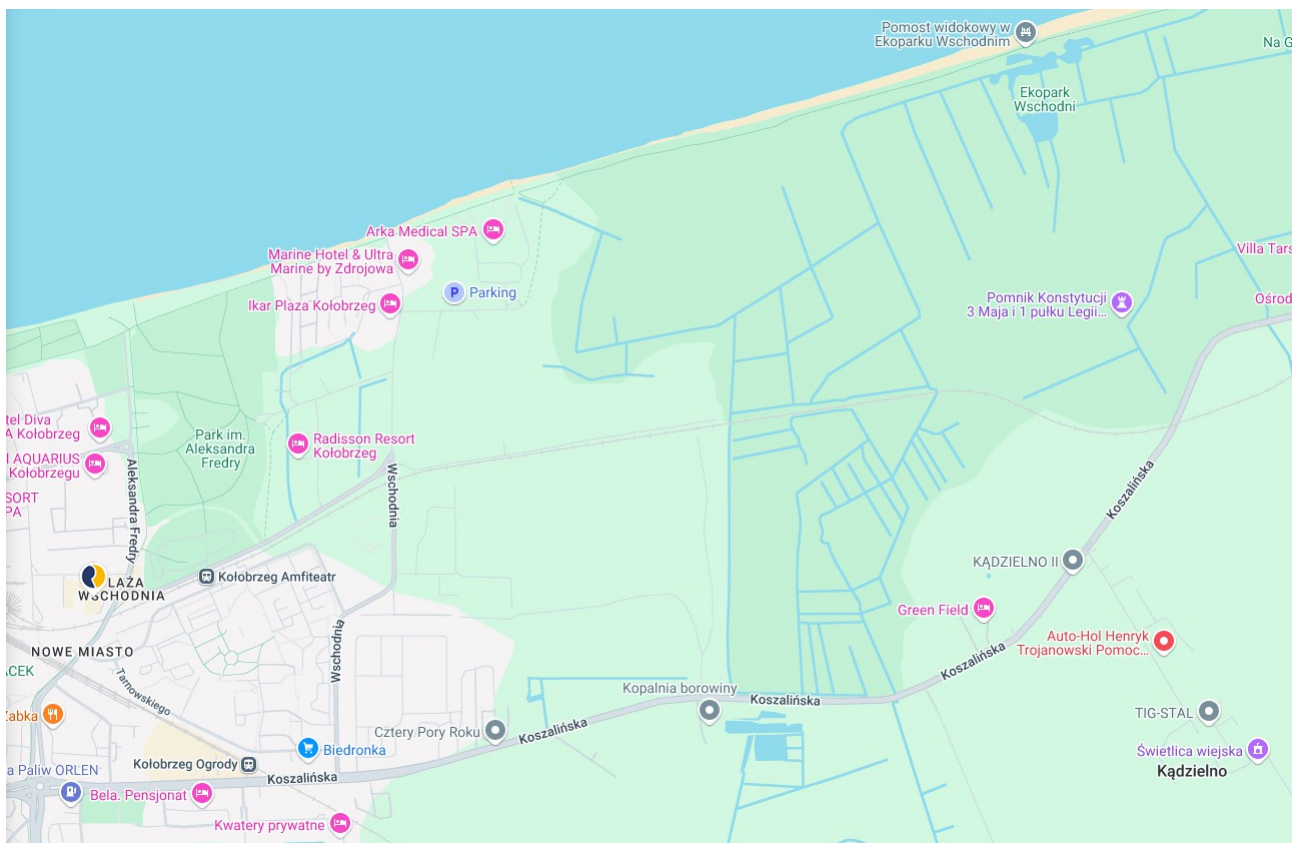 Pomost widokowy w
Ekoparku Wschodnim
Na G
Ekopark
Wschodni
Arka Medical SPA
Marine Hotel & Ultra
Marine by Zdrojowa
Villa Tars
P Parking
Ikar Plaza Kołobrzeg
Pomnik Konstytucji
3 Maja i 1 pułku Legii...
Ośrod
tel Diva
A Kołobrzeg
Park im.
Aleksandra
Fredry
Radisson Resort
Kołobrzeg
AQUARIUS
Kołobrzegu
SORT
PA
Aleksandra Fredry
Wschodnia
Koszalińska
KĄDZIELNO II
Kołobrzeg Amfiteatr
LAŻA
WSCHODNIA
Green Field
Auto-Hol Henryk
Trojanowski Pomoc...
NOWE MIASTO
Wschodnia
Koszalińska
ACEK
Tarnowskiego
Kopalnia borowiny
Koszalińska
Żabka
Cztery Pory Roku
Koszalińska
TIG-STAL
Biedronka
Świetlica wiejska
Kądzielno
Kołobrzeg Ogrody
a Paliw ORLEN
Koszalińska
Bela. Pensjonat
Kwatery prywatne